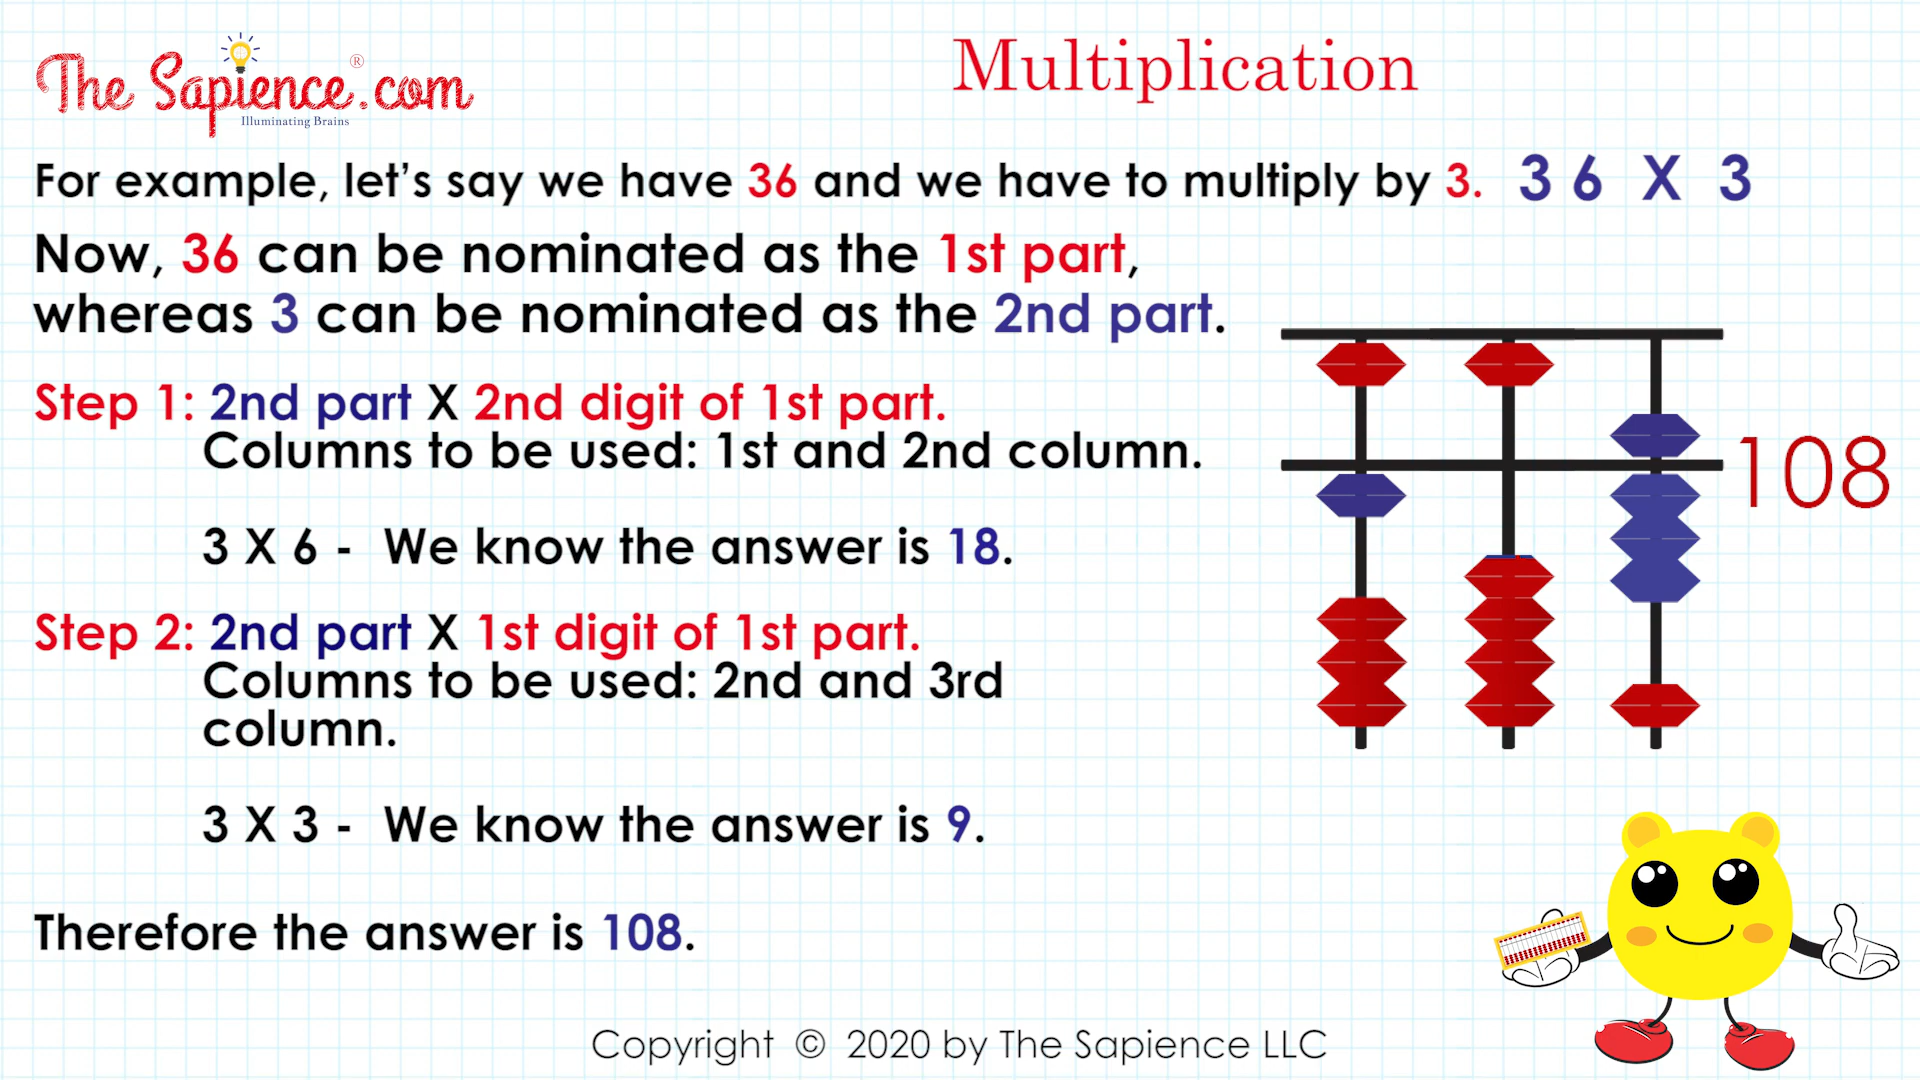 The Sapience.com ®
Illuminating Brains
Multiplication
For example, let's say we have 36 and we have to multiply by 3. 3 6 X 3
Now, 36 can be nominated as the 1st part,
whereas 3 can be nominated as the 2nd part.
Step 1: 2nd part X 2nd digit of 1st part.
Columns to be used: 1st and 2nd column.
3 X 6 - We know the answer is 18.
Step 2: 2nd part X 1st digit of 1st part.
Columns to be used: 2nd and 3rd
column.
3 X 3 - We know the answer is 9.
Therefore the answer is 108.
108
Copyright © 2020 by The Sapience LLC